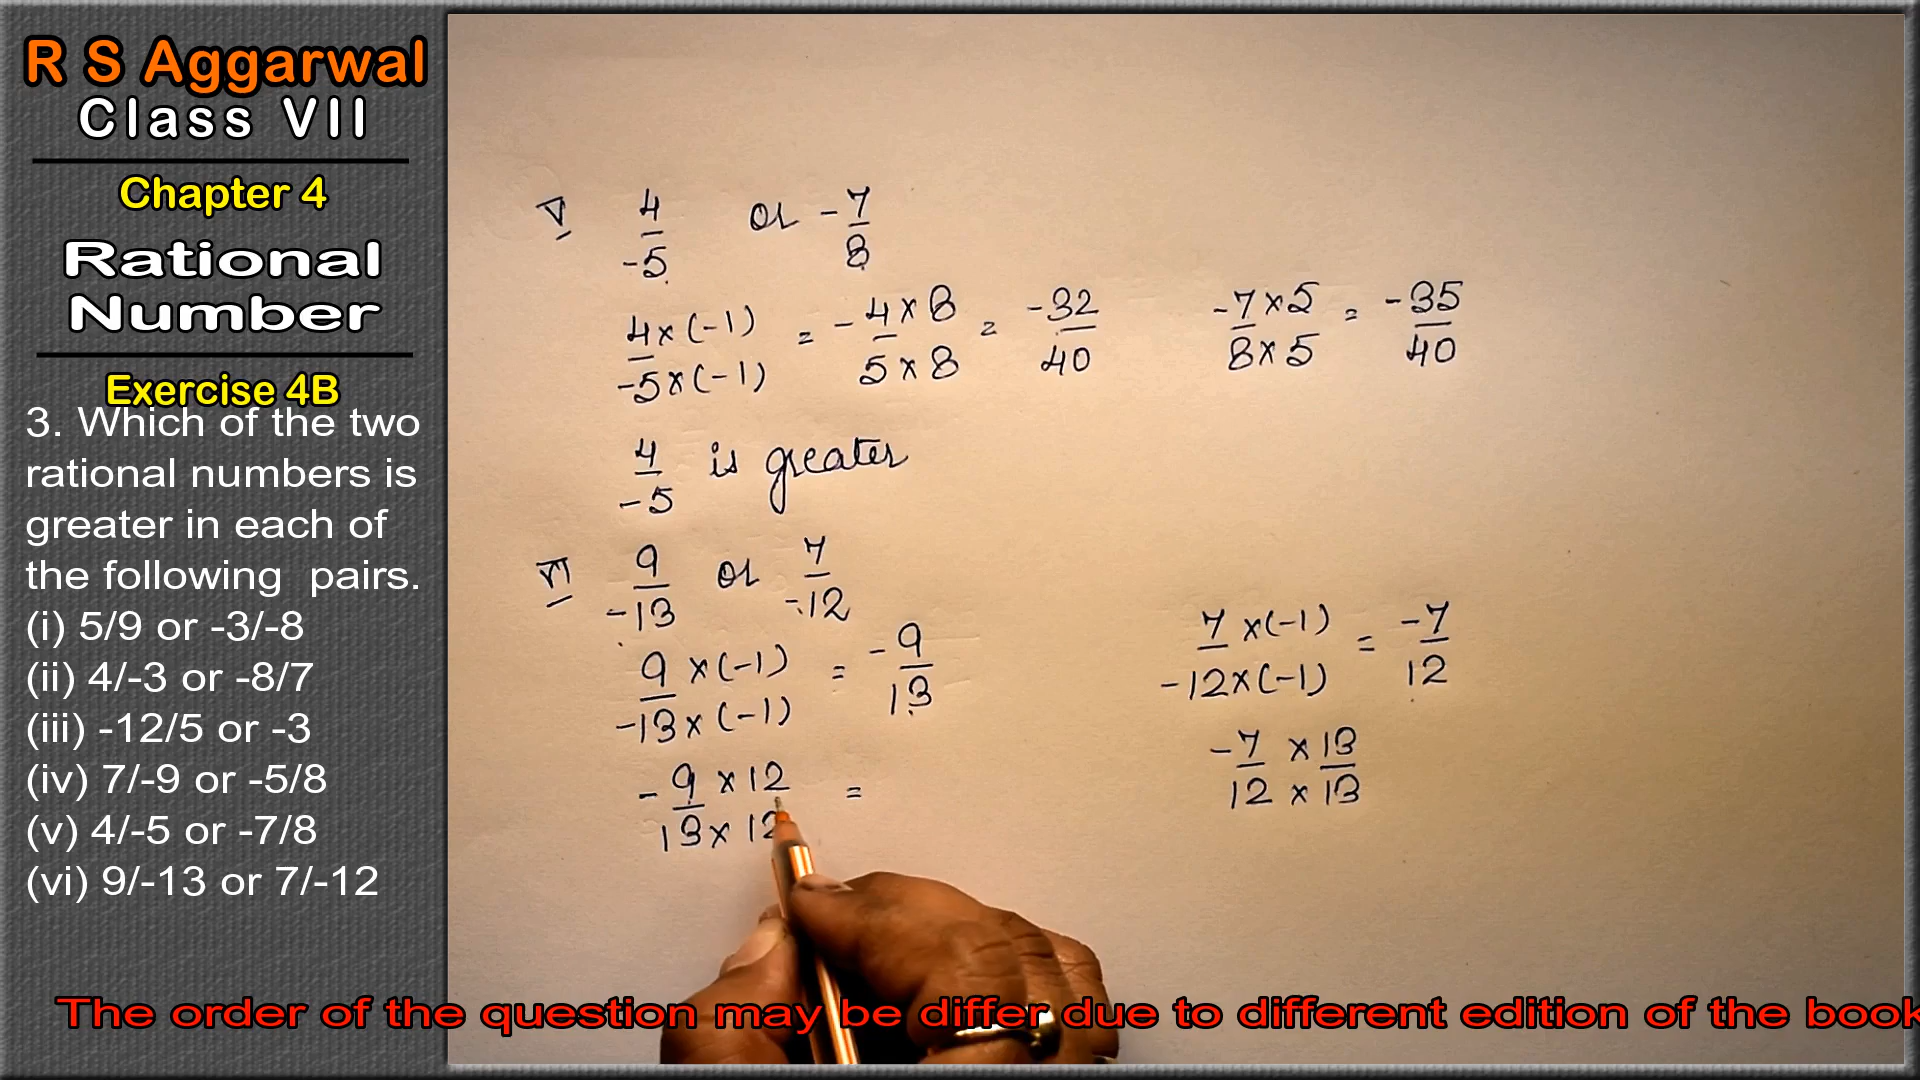 R S Aggarwal
Class VII
Chapter 4
Rational
Number
Exercise 4B
3. Which of the two
rational numbers is
greater in each of
the following pairs.
(i) 5/9 or -3/-8
(ii) 4/-3 or -8/7
(iii) -12/5 or -3
(iv) 7/-9 or -5/8
(v) 4/-5 or -7/8
(vi) 9/-13 or 7/-12
V 4/-5 or -7/8
4×(-1)/-5×(-1) = -4×8/5×8 = -32/40 -7×5/8×5 = -35/40
4/-5 is greater
VI 9/-13 or 7/-12
9×(-1)/-13×(-1) = -9/13 7×(-1)/-12×(-1) = -7/12
-9×12/13×12 = -7×13/12×13
The order of the question may be differ due to different edition of the book